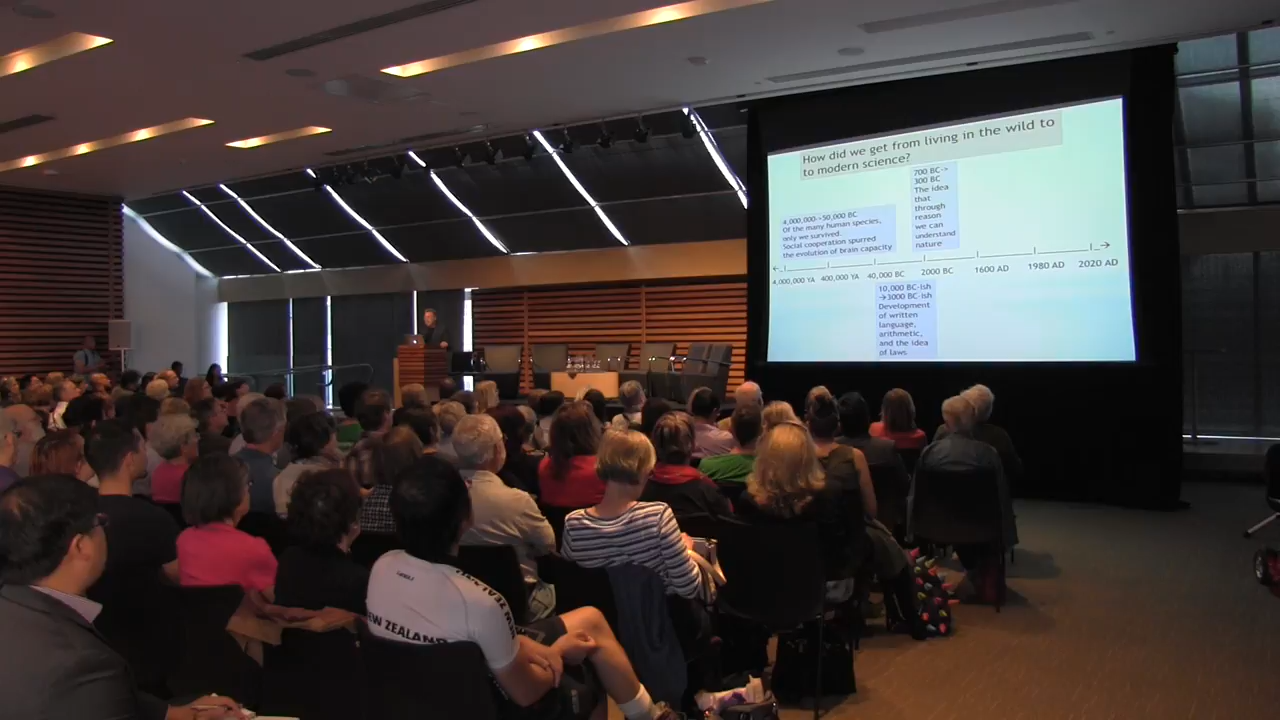 How did we get from living in the wild to
to modern science?
700 BC->
300 BC
The idea
that
through
reason
we can
understand
nature
4,000,000->50,000 BC
Of the many human species,
only we survived.
Social cooperation spurred
the evolution of brain capacity
4,000,000 YA 400,000 YA 40,000 BC 2000 BC 1600 AD 1980 AD 2020 AD
10,000 BC-ish
→3000 BC-ish
Development
of written
language,
arithmetic,
and the idea
of laws.
NEW ZEALAND